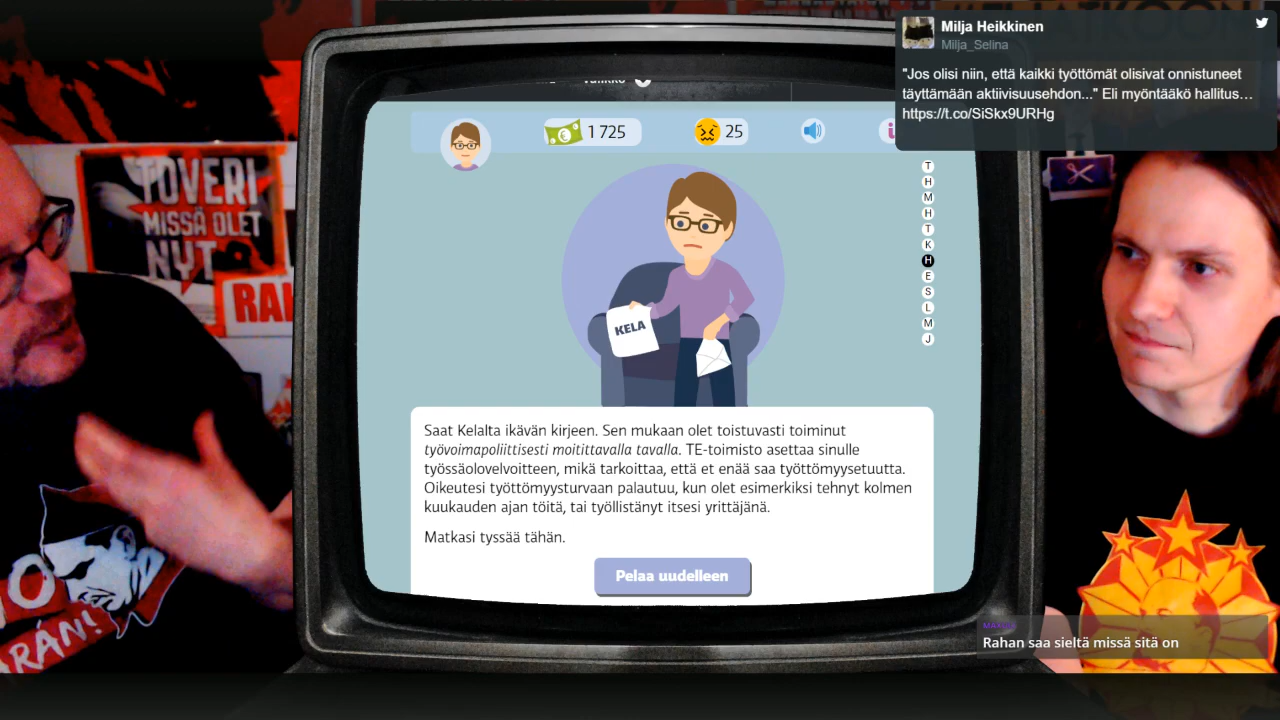 Milja Heikkinen
Milja_Selina
"Jos olisi niin, että kaikki työttömät olisivat onnistuneet
täyttämään aktiivisuusehdon..." Eli myöntääkö hallitus…
https://t.co/SiSkx9URHg
1 725
25
T
H
M
H
T
K
H
E
S
L
M
J
TOVERI
MISSÄ OLET
NYT
KELA
Saat Kelalta ikävän kirjeen. Sen mukaan olet toistuvasti toiminut
työvoimapoliittisesti moitittavalla tavalla. TE-toimisto asettaa sinulle
työssäolovelvoitteen, mikä tarkoittaa, että et enää saa työttömyysetuutta.
Oikeutesi työttömyysturvaan palautuu, kun olet esimerkiksi tehnyt kolmen
kuukauden ajan töitä, tai työllistänyt itsesi yrittäjänä.
Matkasi tyssää tähän.
Pelaa uudelleen
Rahan saa sieltä missä sitä on